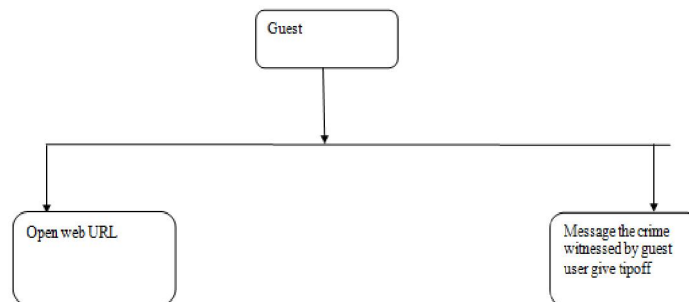 Guest
Open web URL
Message the crime
witnessed by guest
user give tipoff